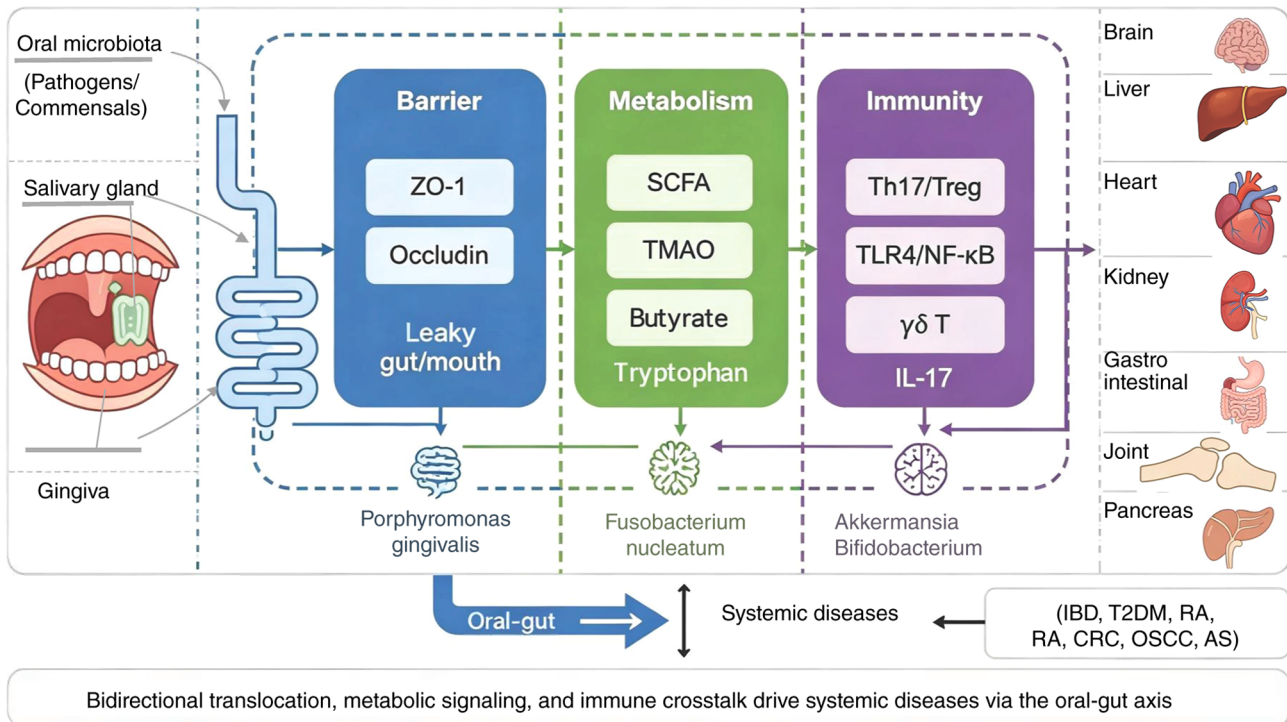 Oral microbiota
(Pathogens/
Commensals)
Salivary gland
Gingiva
Barrier
ZO-1
Occludin
Leaky
gut/mouth
Metabolism
SCFA
TMAO
Butyrate
Tryptophan
Immunity
Th17/Treg
TLR4/NF-κB
γδ T
IL-17
Porphyromonas
gingivalis
Fusobacterium
nucleatum
Akkermansia
Bifidobacterium
Brain
Liver
Heart
Kidney
Gastro
intestinal
Joint
Pancreas
Oral-gut
Systemic diseases
(IBD, T2DM, RA,
RA, CRC, OSCC, AS)
Bidirectional translocation, metabolic signaling, and immune crosstalk drive systemic diseases via the oral-gut axis